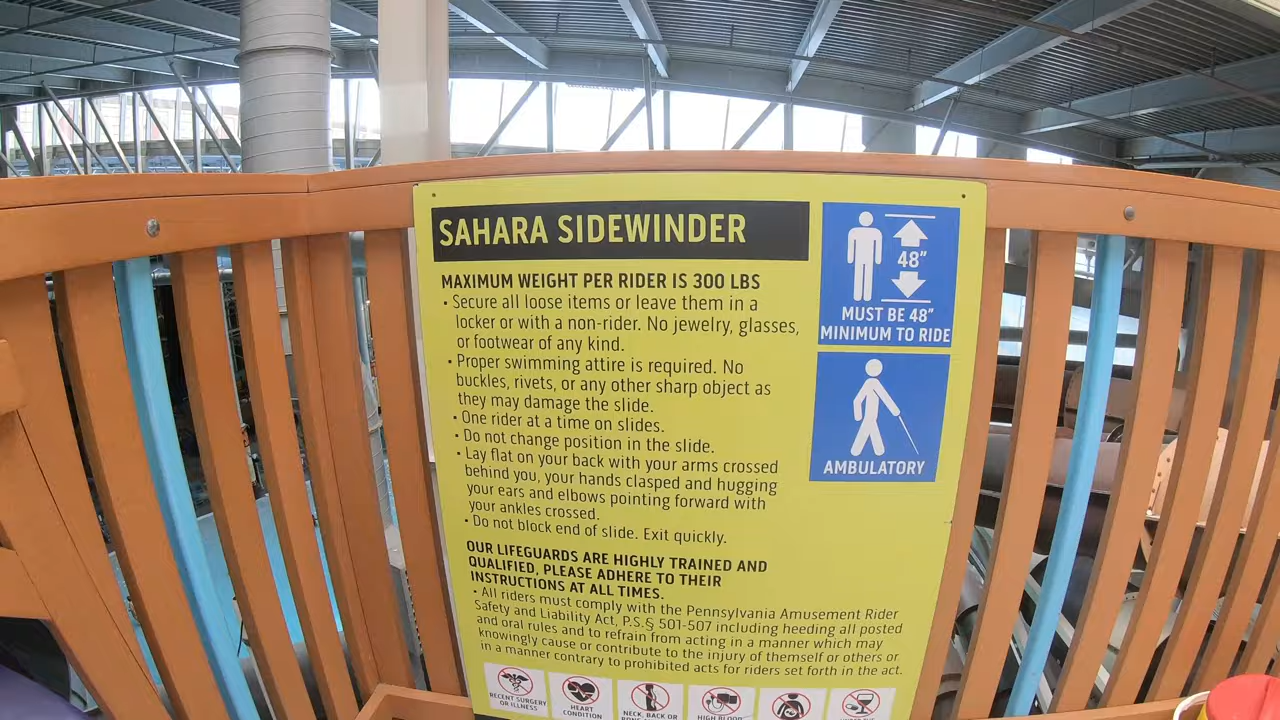 SAHARA SIDEWINDER
MAXIMUM WEIGHT PER RIDER IS 300 LBS
• Secure all loose items or leave them in a
locker or with a non-rider. No jewelry, glasses,
or footwear of any kind.
• Proper swimming attire is required. No
buckles, rivets, or any other sharp object as
they may damage the slide.
• One rider at a time on slides.
• Do not change position in the slide.
• Lay flat on your back with your arms crossed
behind you, your hands clasped and hugging
your ears and elbows pointing forward with
your ankles crossed.
• Do not block end of slide. Exit quickly.
OUR LIFEGUARDS ARE HIGHLY TRAINED AND
QUALIFIED, PLEASE ADHERE TO THEIR
INSTRUCTIONS AT ALL TIMES.
• All riders must comply with the Pennsylvania Amusement Rider
Safety and Liability Act, P.S.§ 501-507 including heeding all posted
and oral rules and to refrain from acting in a manner which may
knowingly cause or contribute to the injury of themself or others or
in a manner contrary to prohibited acts for riders set forth in the act.
48"
MUST BE 48"
MINIMUM TO RIDE
AMBULATORY
RECENT SURGERY
OR ILLNESS
HEART
CONDITION
NECK, BACK OR
HIGH BLOOD